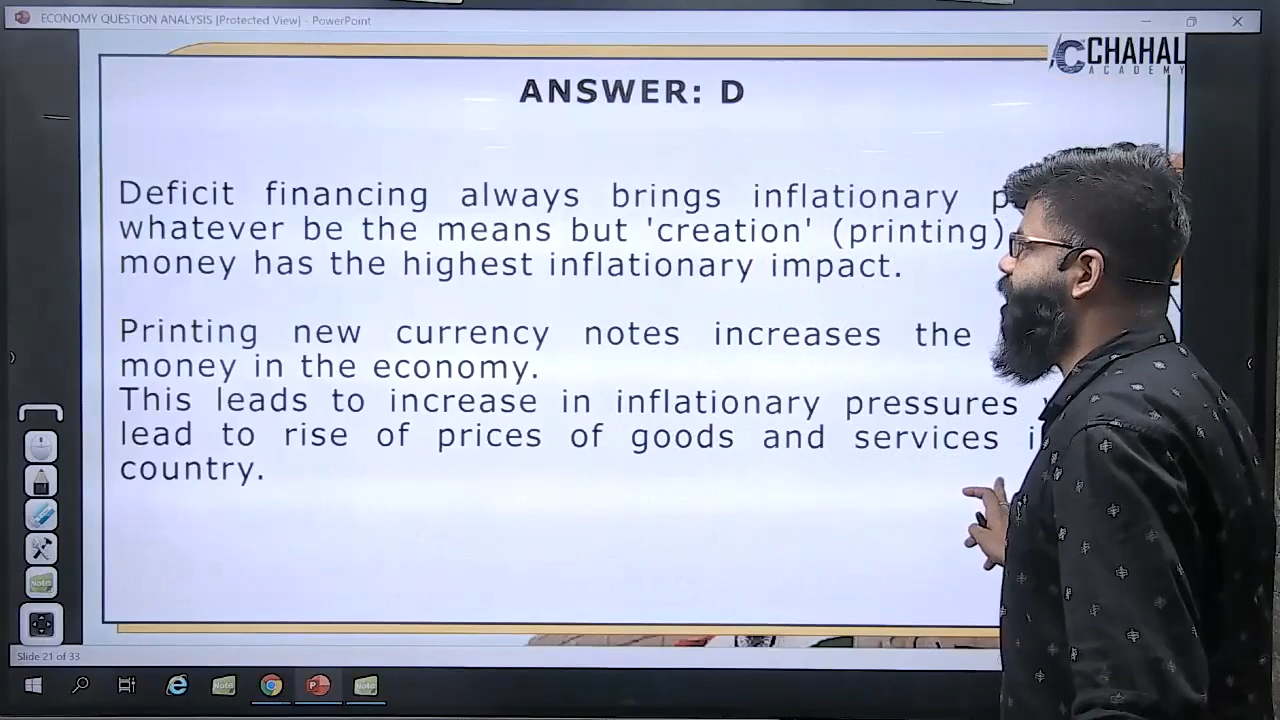 ECONOMY QUESTION ANALYSIS [Protected View] - PowerPoint
CHAHAL
ACADEMY
ANSWER: D
Deficit financing always brings inflationary
whatever be the means but 'creation' (printing)
money has the highest inflationary impact.
Printing new currency notes increases the
money in the economy.
This leads to increase in inflationary pressures
lead to rise of prices of goods and services
country.
Note
Slide 21 of 33
Note
Note